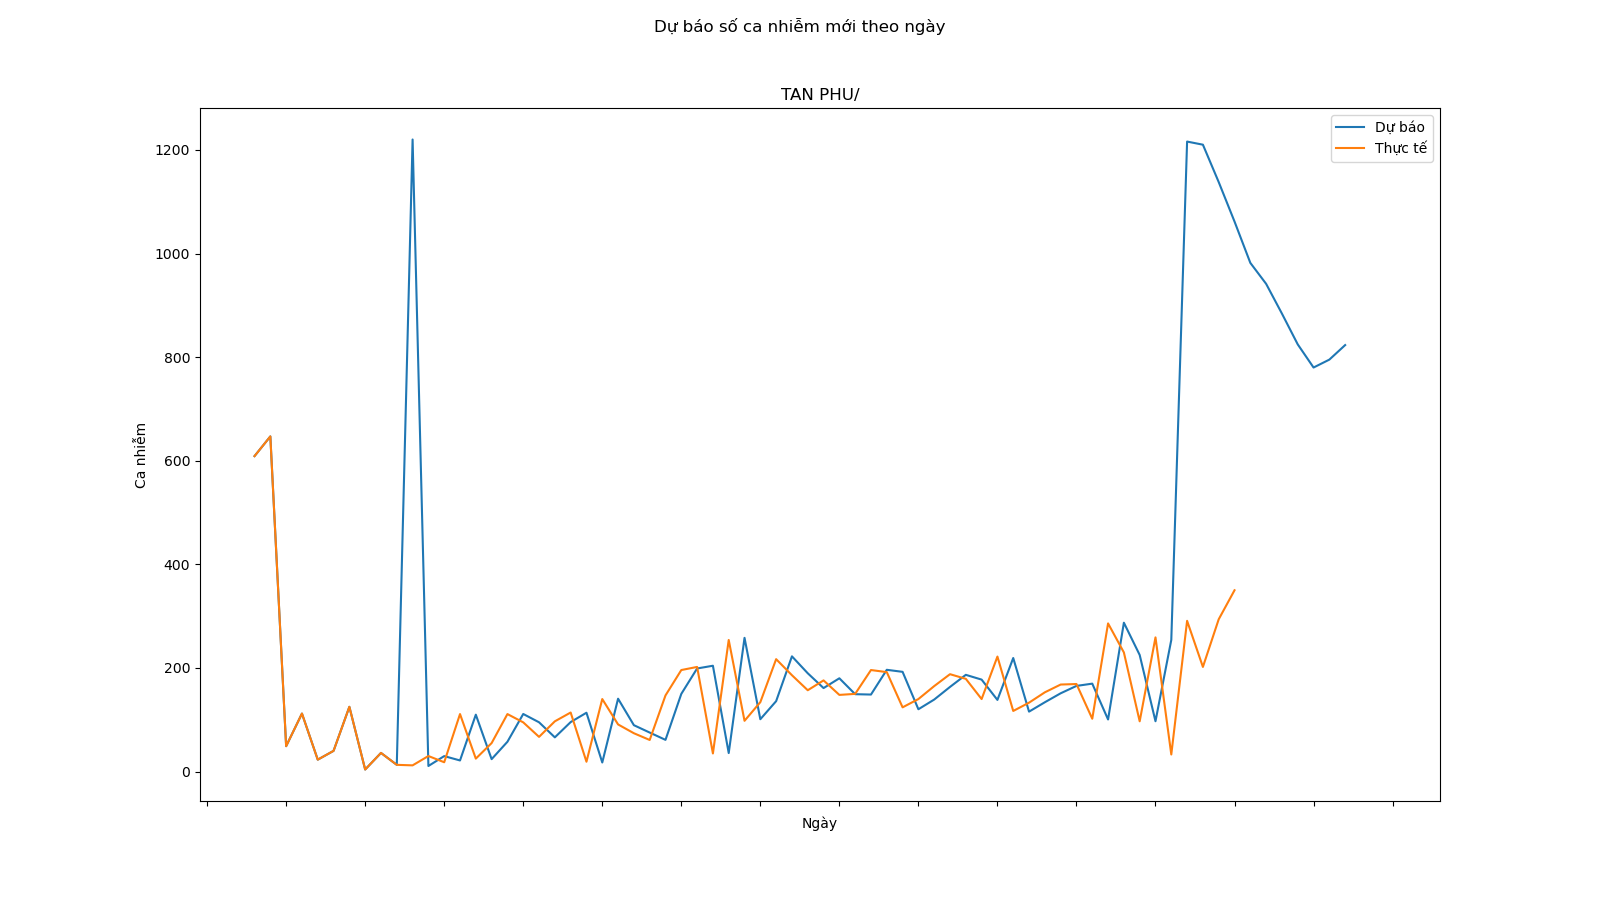 Dự báo số ca nhiễm mới theo ngày
TAN PHU/
Dự báo
Thực tế
1200
1000
800
600
400
200
0
Ca nhiễm
Ngày